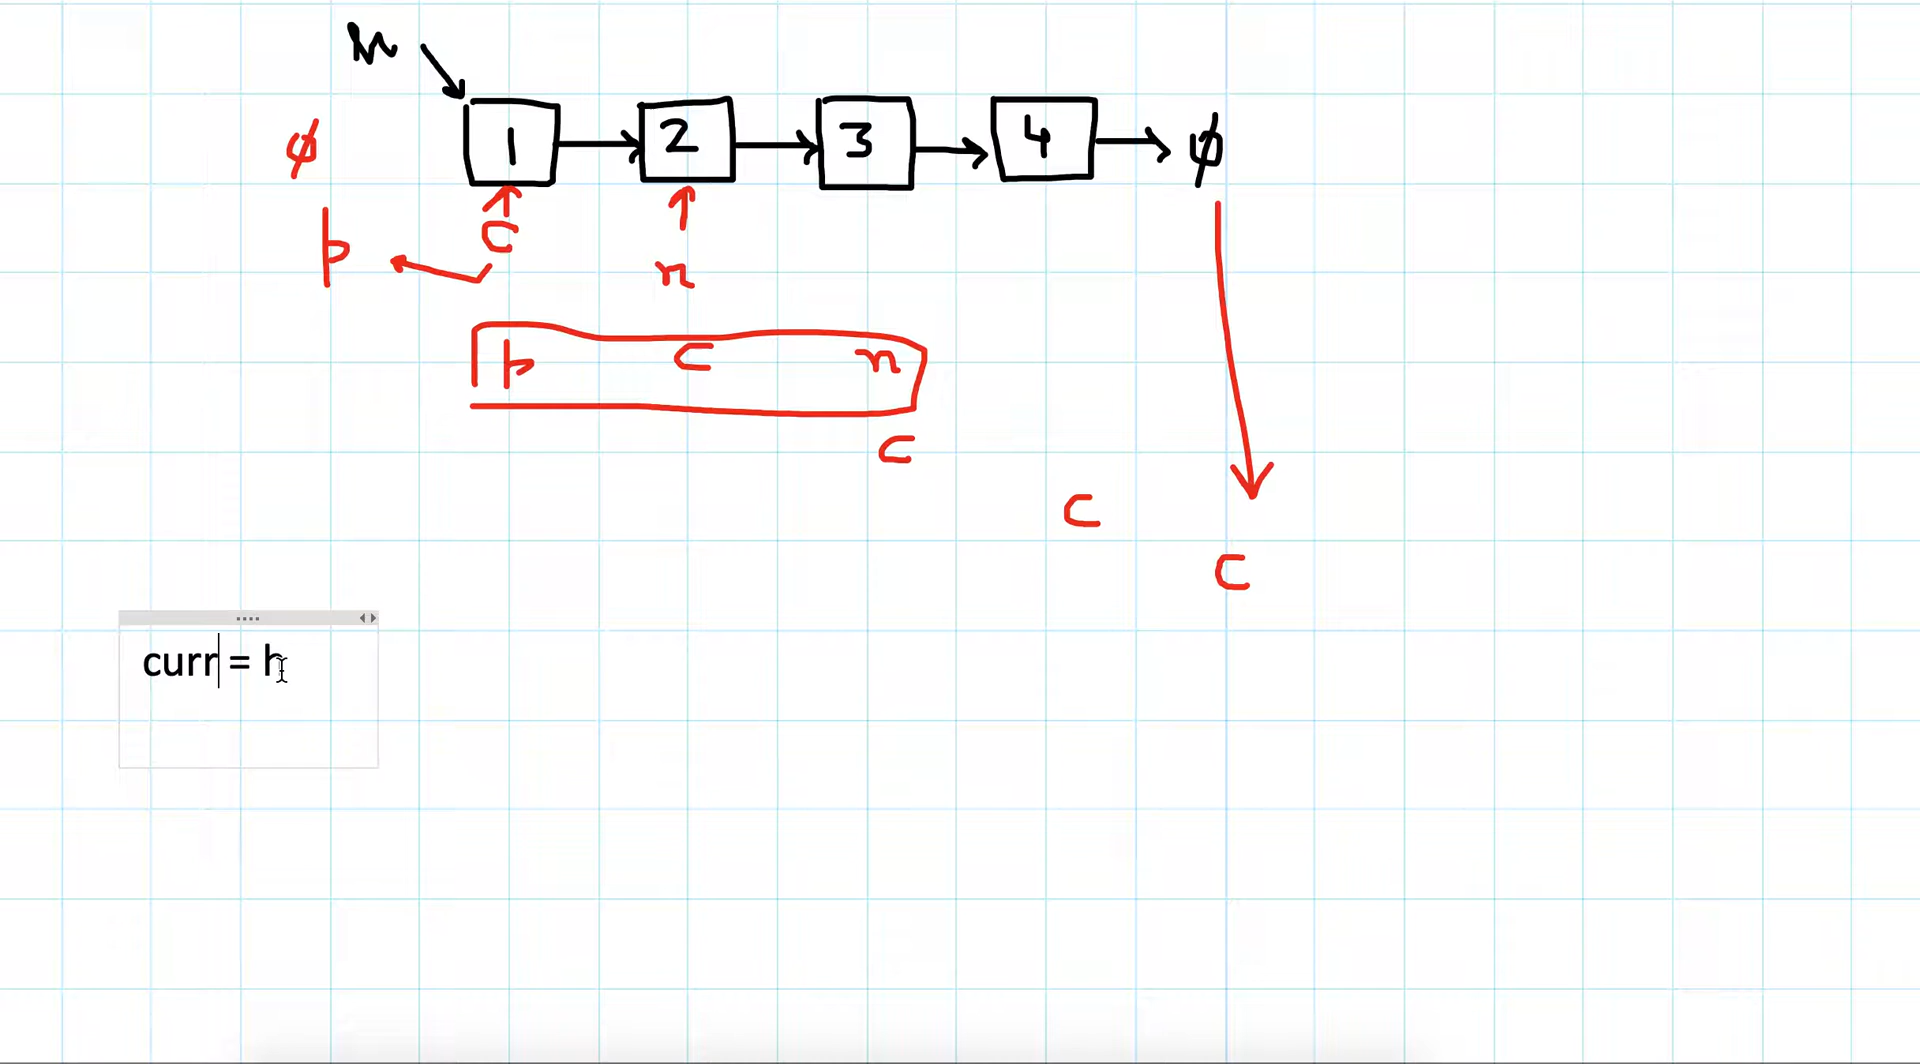 h
ϕ 1 2 3 4 ϕ
p c n
p c n
c
c
c
curr = h